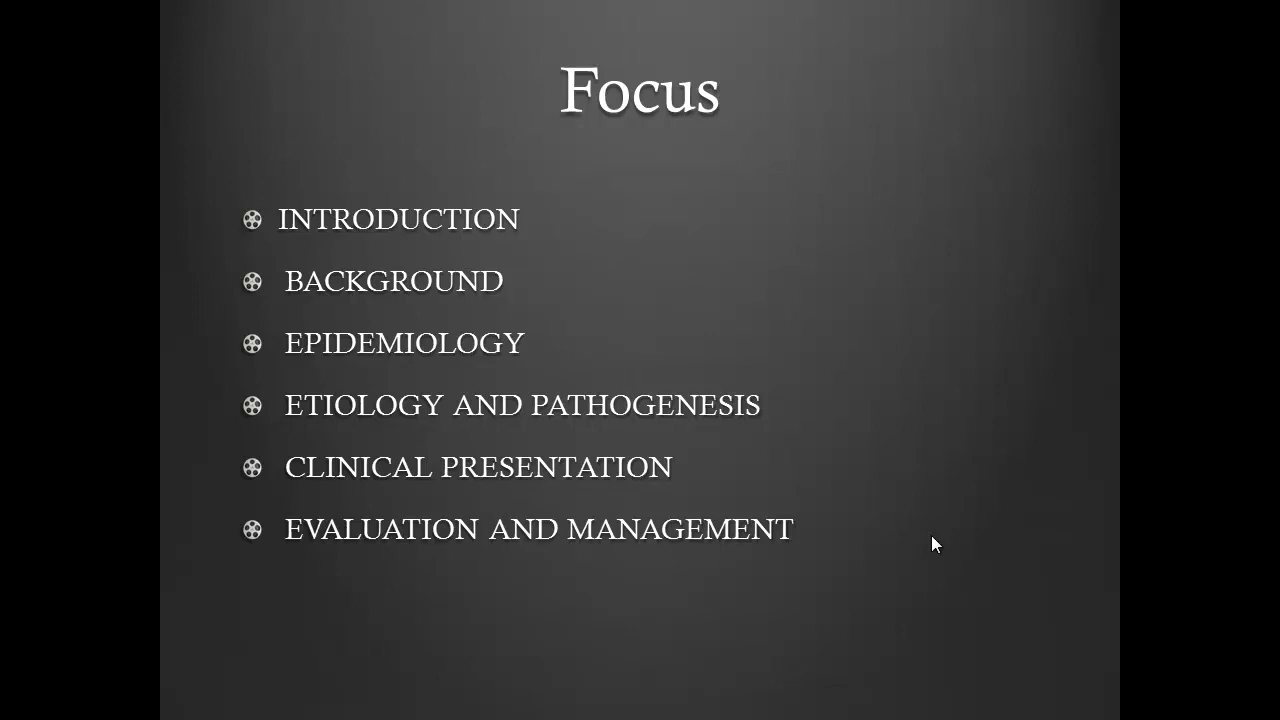 Focus
INTRODUCTION
BACKGROUND
EPIDEMIOLOGY
ETIOLOGY AND PATHOGENESIS
CLINICAL PRESENTATION
EVALUATION AND MANAGEMENT